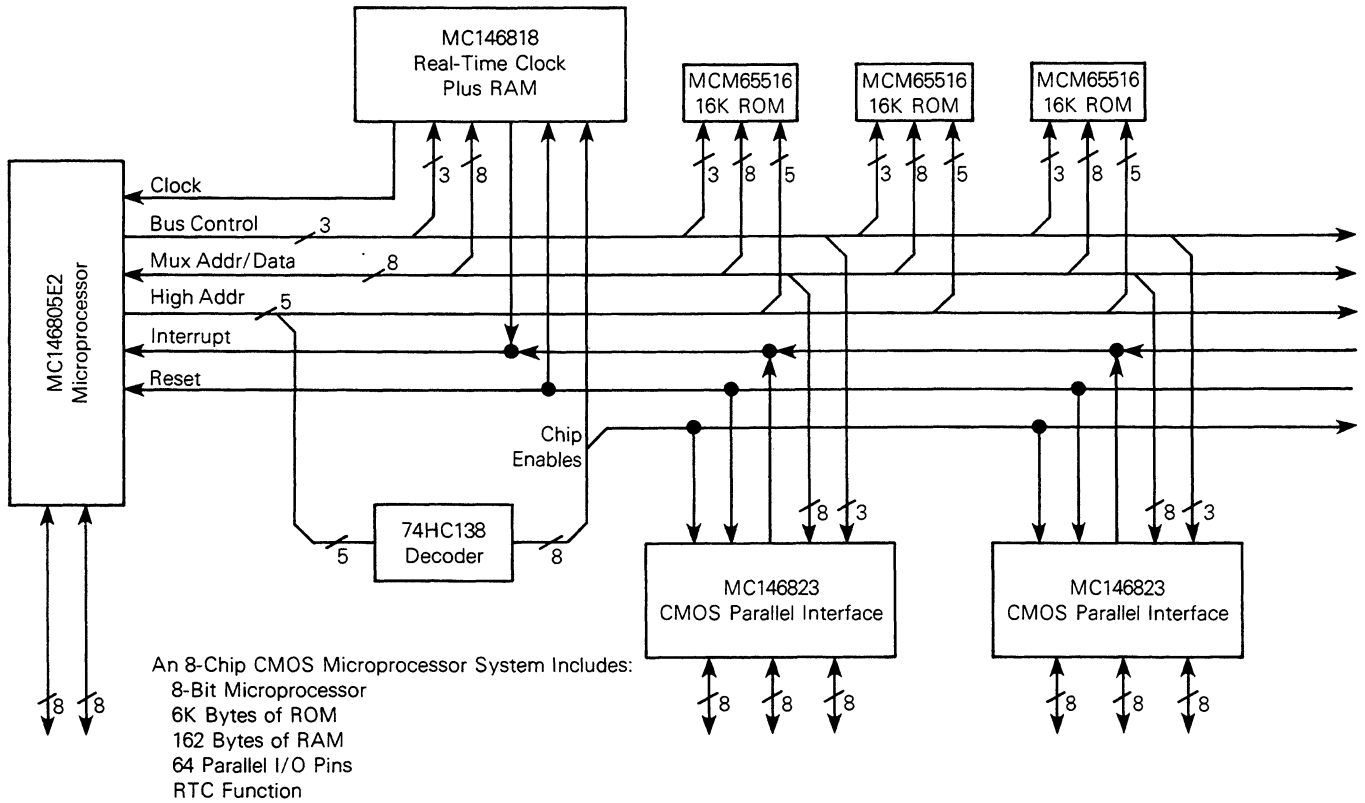 MC146818
Real-Time Clock
Plus RAM
MCM65516
16K ROM
MCM65516
16K ROM
MCM65516
16K ROM
3
8
3
8
5
3
8
5
3
8
5
MC146805E2
Microprocessor
Clock
Bus Control
3
Mux Addr/Data
8
High Addr
5
Interrupt
Reset
Chip
Enables
74HC138
Decoder
5
8
8
3
8
3
MC146823
CMOS Parallel Interface
MC146823
CMOS Parallel Interface
8
8
8
8
8
8
8
8
An 8-Chip CMOS Microprocessor System Includes:
8-Bit Microprocessor
6K Bytes of ROM
162 Bytes of RAM
64 Parallel I/O Pins
RTC Function